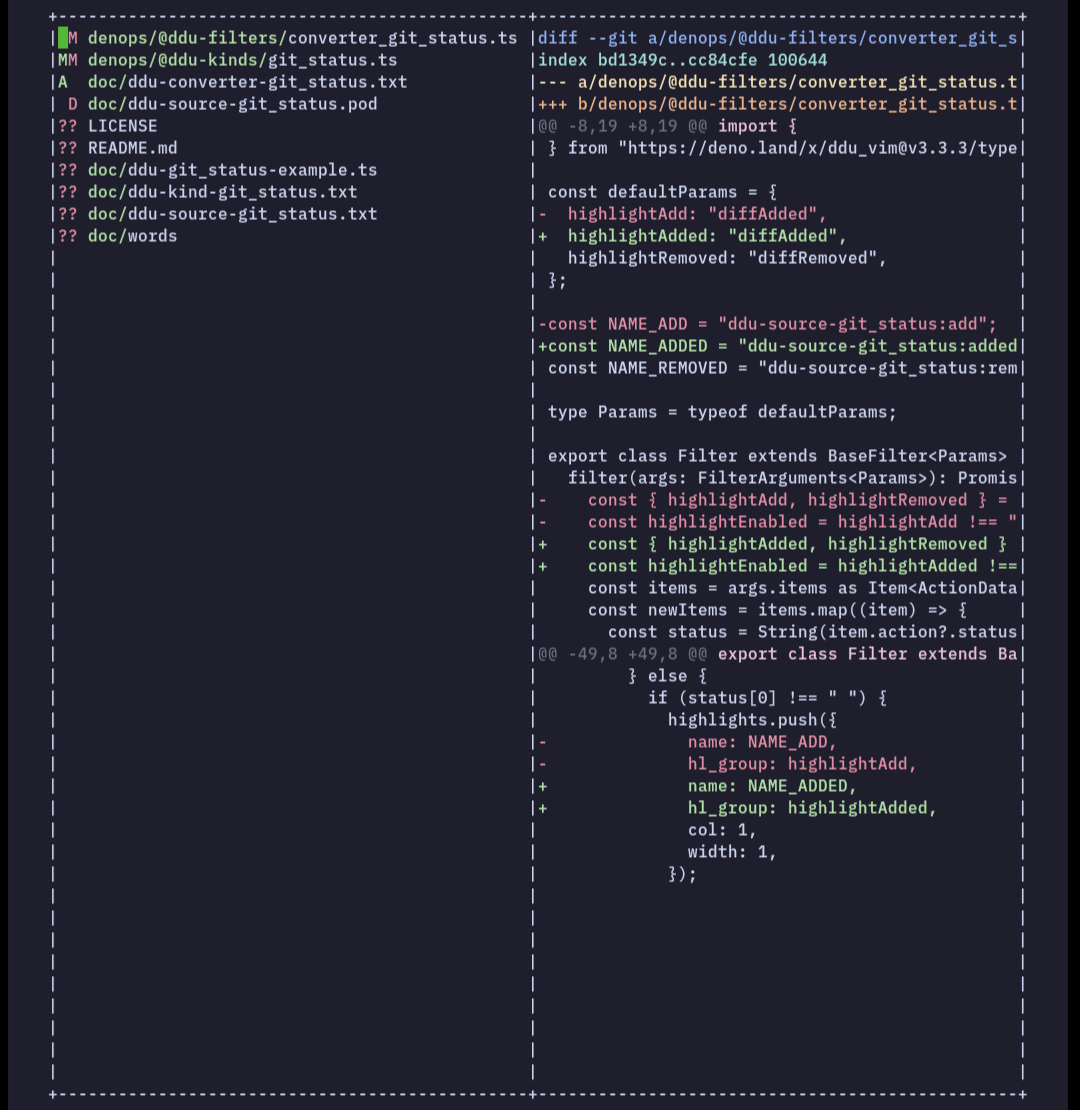 M denops/@ddu-filters/converter_git_status.ts
MM denops/@ddu-kinds/git_status.ts
A  doc/ddu-converter-git_status.txt
 D doc/ddu-source-git_status.pod
?? LICENSE
?? README.md
?? doc/ddu-git_status-example.ts
?? doc/ddu-kind-git_status.txt
?? doc/ddu-source-git_status.txt
?? doc/words
diff --git a/denops/@ddu-filters/converter_git_s
index bd1349c..cc84cfe 100644
--- a/denops/@ddu-filters/converter_git_status.t
+++ b/denops/@ddu-filters/converter_git_status.t
@@ -8,19 +8,19 @@ import {
 } from "https://deno.land/x/ddu_vim@v3.3.3/type
 const defaultParams = {
-  highlightAdd: "diffAdded",
+  highlightAdded: "diffAdded",
   highlightRemoved: "diffRemoved",
 };
-const NAME_ADD = "ddu-source-git_status:add";
+const NAME_ADDED = "ddu-source-git_status:added
 const NAME_REMOVED = "ddu-source-git_status:rem
 type Params = typeof defaultParams;
 export class Filter extends BaseFilter<Params>
   filter(args: FilterArguments<Params>): Promis
-    const { highlightAdd, highlightRemoved } =
-    const highlightEnabled = highlightAdd !== "
+    const { highlightAdded, highlightRemoved }
+    const highlightEnabled = highlightAdded !==
     const items = args.items as Item<ActionData
     const newItems = items.map((item) => {
       const status = String(item.action?.status
@@ -49,8 +49,8 @@ export class Filter extends Ba
         } else {
           if (status[0] !== " ") {
             highlights.push({
-              name: NAME_ADD,
-              hl_group: highlightAdd,
+              name: NAME_ADDED,
+              hl_group: highlightAdded,
               col: 1,
               width: 1,
             });